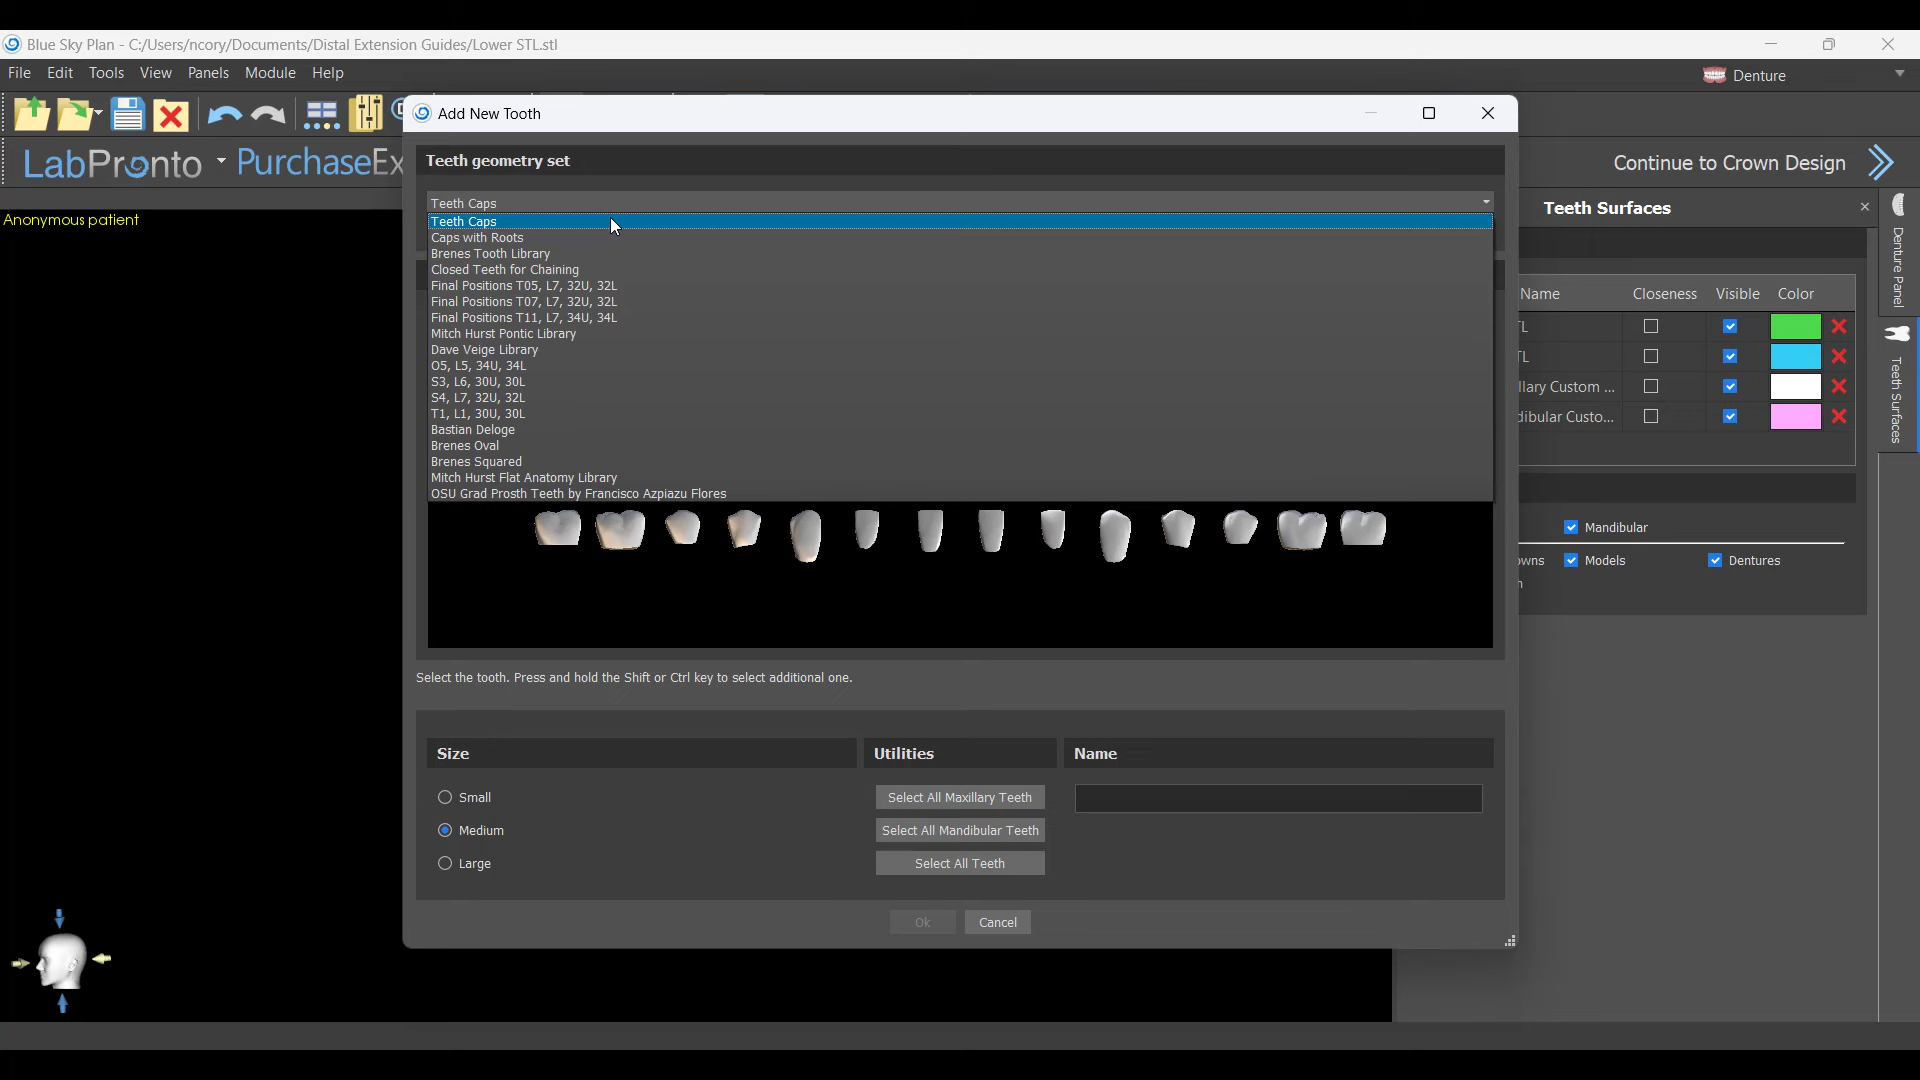 Blue Sky Plan - C:/Users/ncory/Documents/Distal Extension Guides/Lower STL.stl
File Edit Tools View Panels Module Help
Denture
LabPronto PurchaseEx
Continue to Crown Design
Anonymous patient
Add New Tooth
Teeth geometry set
Teeth Caps
Teeth Caps
Caps with Roots
Brenes Tooth Library
Closed Teeth for Chaining
Final Positions T05, L7, 32U, 32L
Final Positions T07, L7, 32U, 32L
Final Positions T11, L7, 34U, 34L
Mitch Hurst Pontic Library
Dave Veige Library
O5, L5, 34U, 34L
S3, L6, 30U, 30L
S4, L7, 32U, 32L
T1, L1, 30U, 30L
Bastian Deloge
Brenes Oval
Brenes Squared
Mitch Hurst Flat Anatomy Library
OSU Grad Prosth Teeth by Francisco Azpiazu Flores
Select the tooth. Press and hold the Shift or Ctrl key to select additional one.
Size
Small
Medium
Large
Utilities
Select All Maxillary Teeth
Select All Mandibular Teeth
Select All Teeth
Name
Ok Cancel
Teeth Surfaces
Name Closeness Visible Color
TL
TL
llary Custom ...
dibular Custo...
Mandibular
owns Models Dentures
n
Denture Panel
Teeth Surfaces